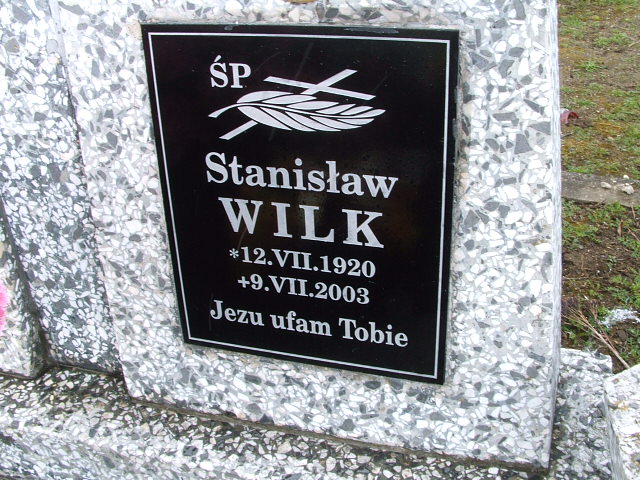 ŚP
Stanisław
WILK
*12.VII.1920
+9.VII.2003
Jezu ufam Tobie